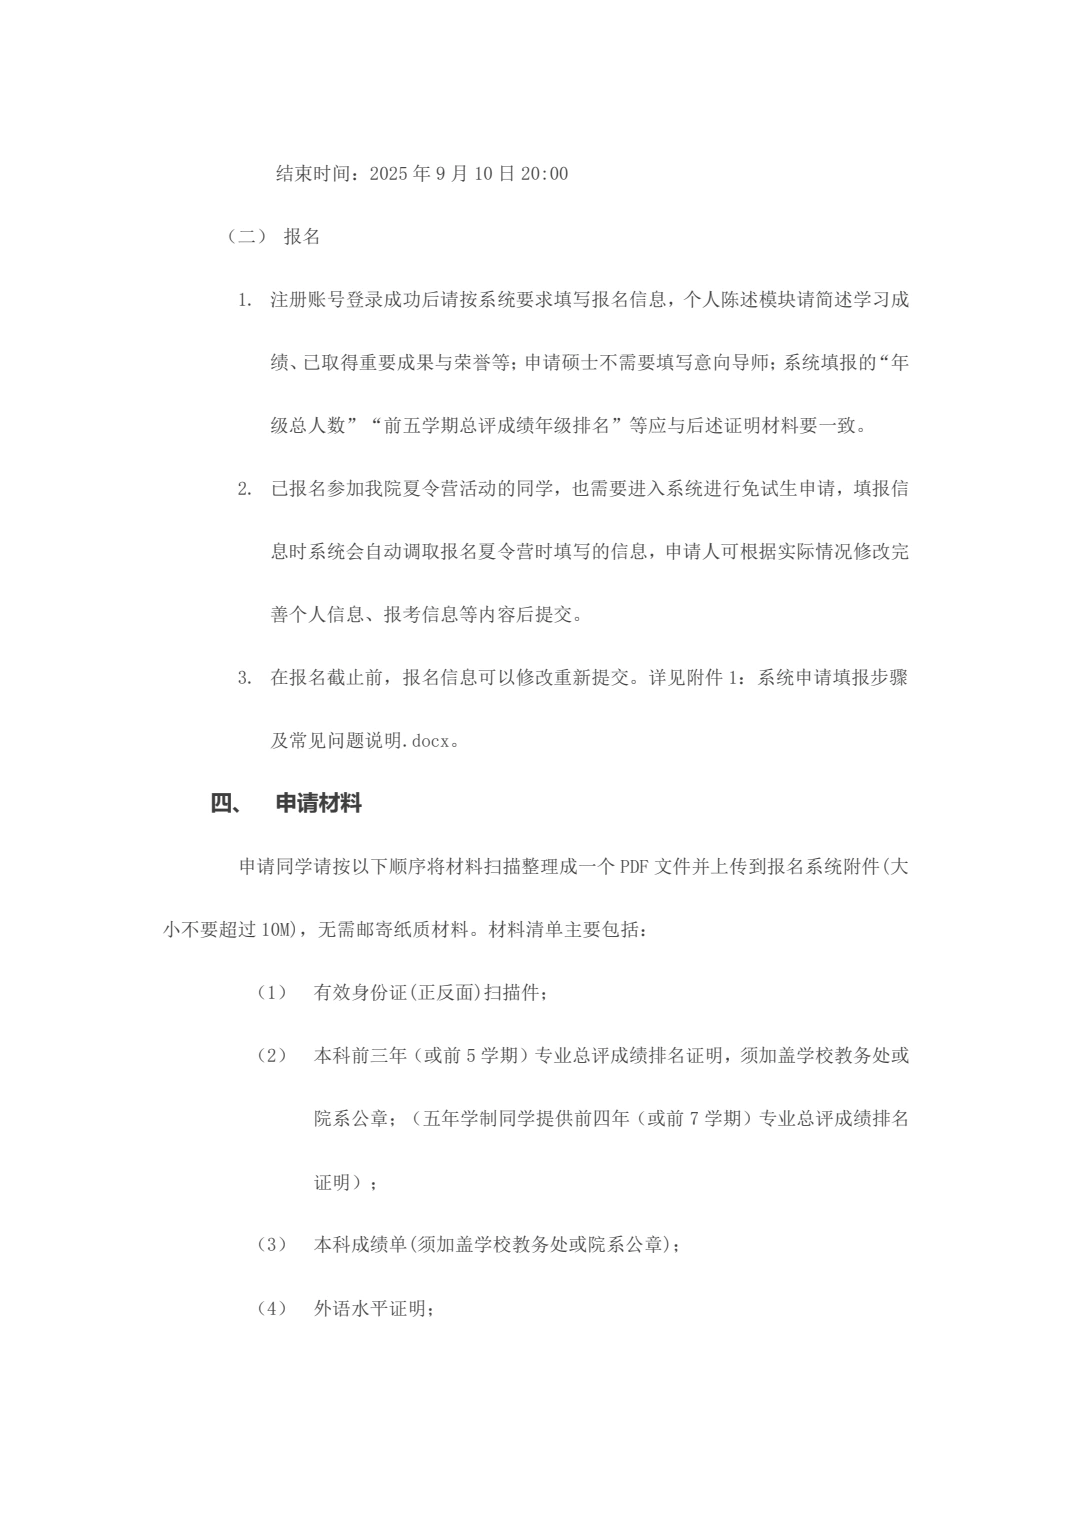 结束时间：2025 年 9 月 10 日 20:00
（二） 报名
1. 注册账号登录成功后请按系统要求填写报名信息，个人陈述模块请简述学习成
绩、已取得重要成果与荣誉等；申请硕士不需要填写意向导师；系统填报的“年
级总人数”“前五学期总评成绩年级排名”等应与后述证明材料要一致。
2. 已报名参加我院夏令营活动的同学，也需要进入系统进行免试生申请，填报信
息时系统会自动调取报名夏令营时填写的信息，申请人可根据实际情况修改完
善个人信息、报考信息等内容后提交。
3. 在报名截止前，报名信息可以修改重新提交。详见附件 1：系统申请填报步骤
及常见问题说明.docx。
四、 申请材料
申请同学请按以下顺序将材料扫描整理成一个 PDF 文件并上传到报名系统附件(大
小不要超过 10M)，无需邮寄纸质材料。材料清单主要包括：
（1） 有效身份证(正反面)扫描件；
（2） 本科前三年（或前 5 学期）专业总评成绩排名证明，须加盖学校教务处或
院系公章；（五年学制同学提供前四年（或前 7 学期）专业总评成绩排名
证明）；
（3） 本科成绩单(须加盖学校教务处或院系公章)；
（4） 外语水平证明；